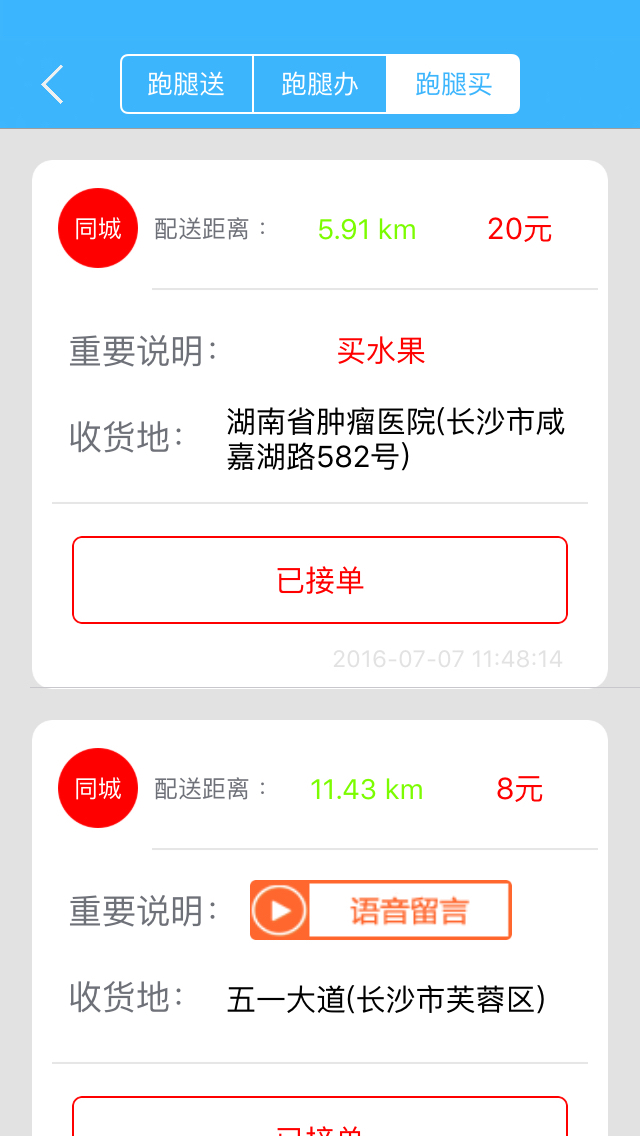 跑腿送 跑腿办 跑腿买
同城 配送距离： 5.91 km 20元
重要说明： 买水果
收货地： 湖南省肿瘤医院(长沙市咸
嘉湖路582号)
已接单
2016-07-07 11:48:14
同城 配送距离： 11.43 km 8元
重要说明： 语音留言
收货地： 五一大道(长沙市芙蓉区)
已接单